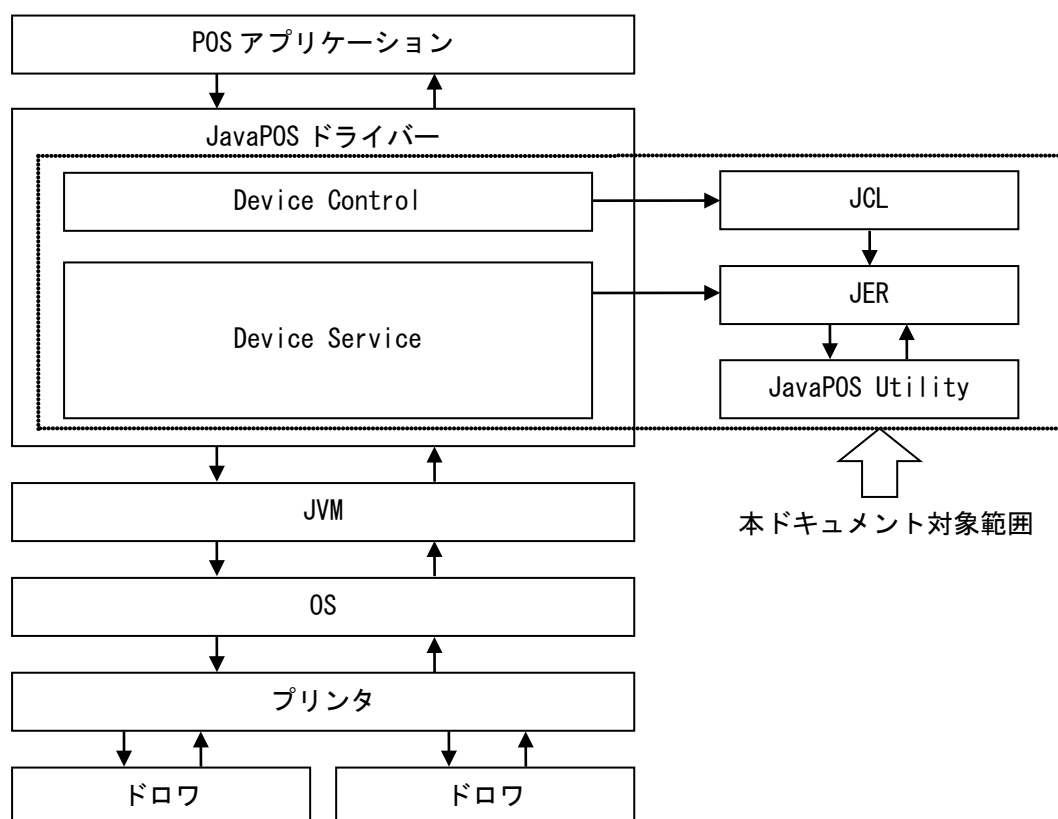 POS アプリケーション
JavaPOS ドライバー
Device Control
JCL
JER
Device Service
JavaPOS Utility
JVM
本ドキュメント対象範囲
OS
プリンタ
ドロワ
ドロワ